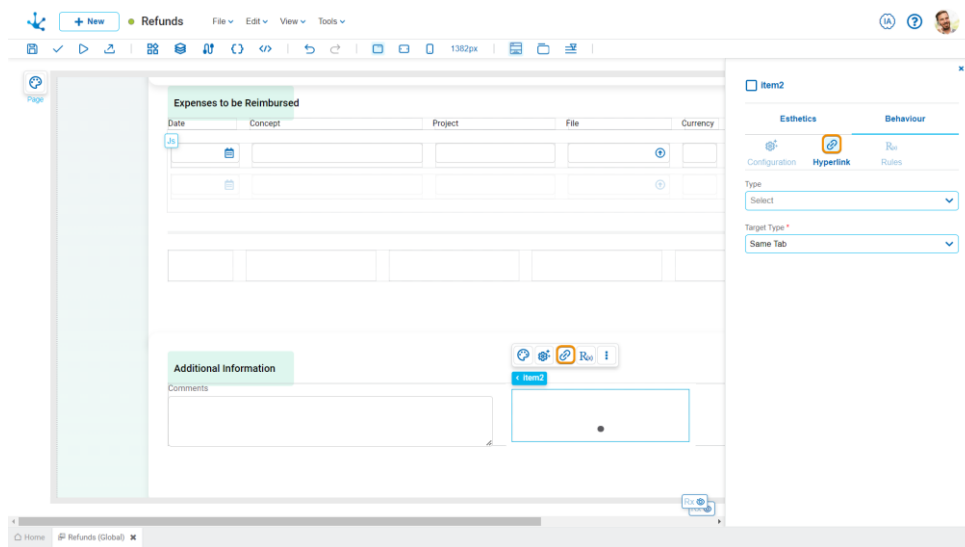 + New
Refunds
File
Edit
View
Tools
(IA)
?
1382px
Page
Item2
Expenses to be Reimbursed
Date
Concept
Project
File
Currency
Js
Esthetics
Behaviour
Configuration
Hyperlink
Rules
Type
Select
Target Type *
Same Tab
Additional Information
Item2
Comments
Rx
Home
Refunds (Global)